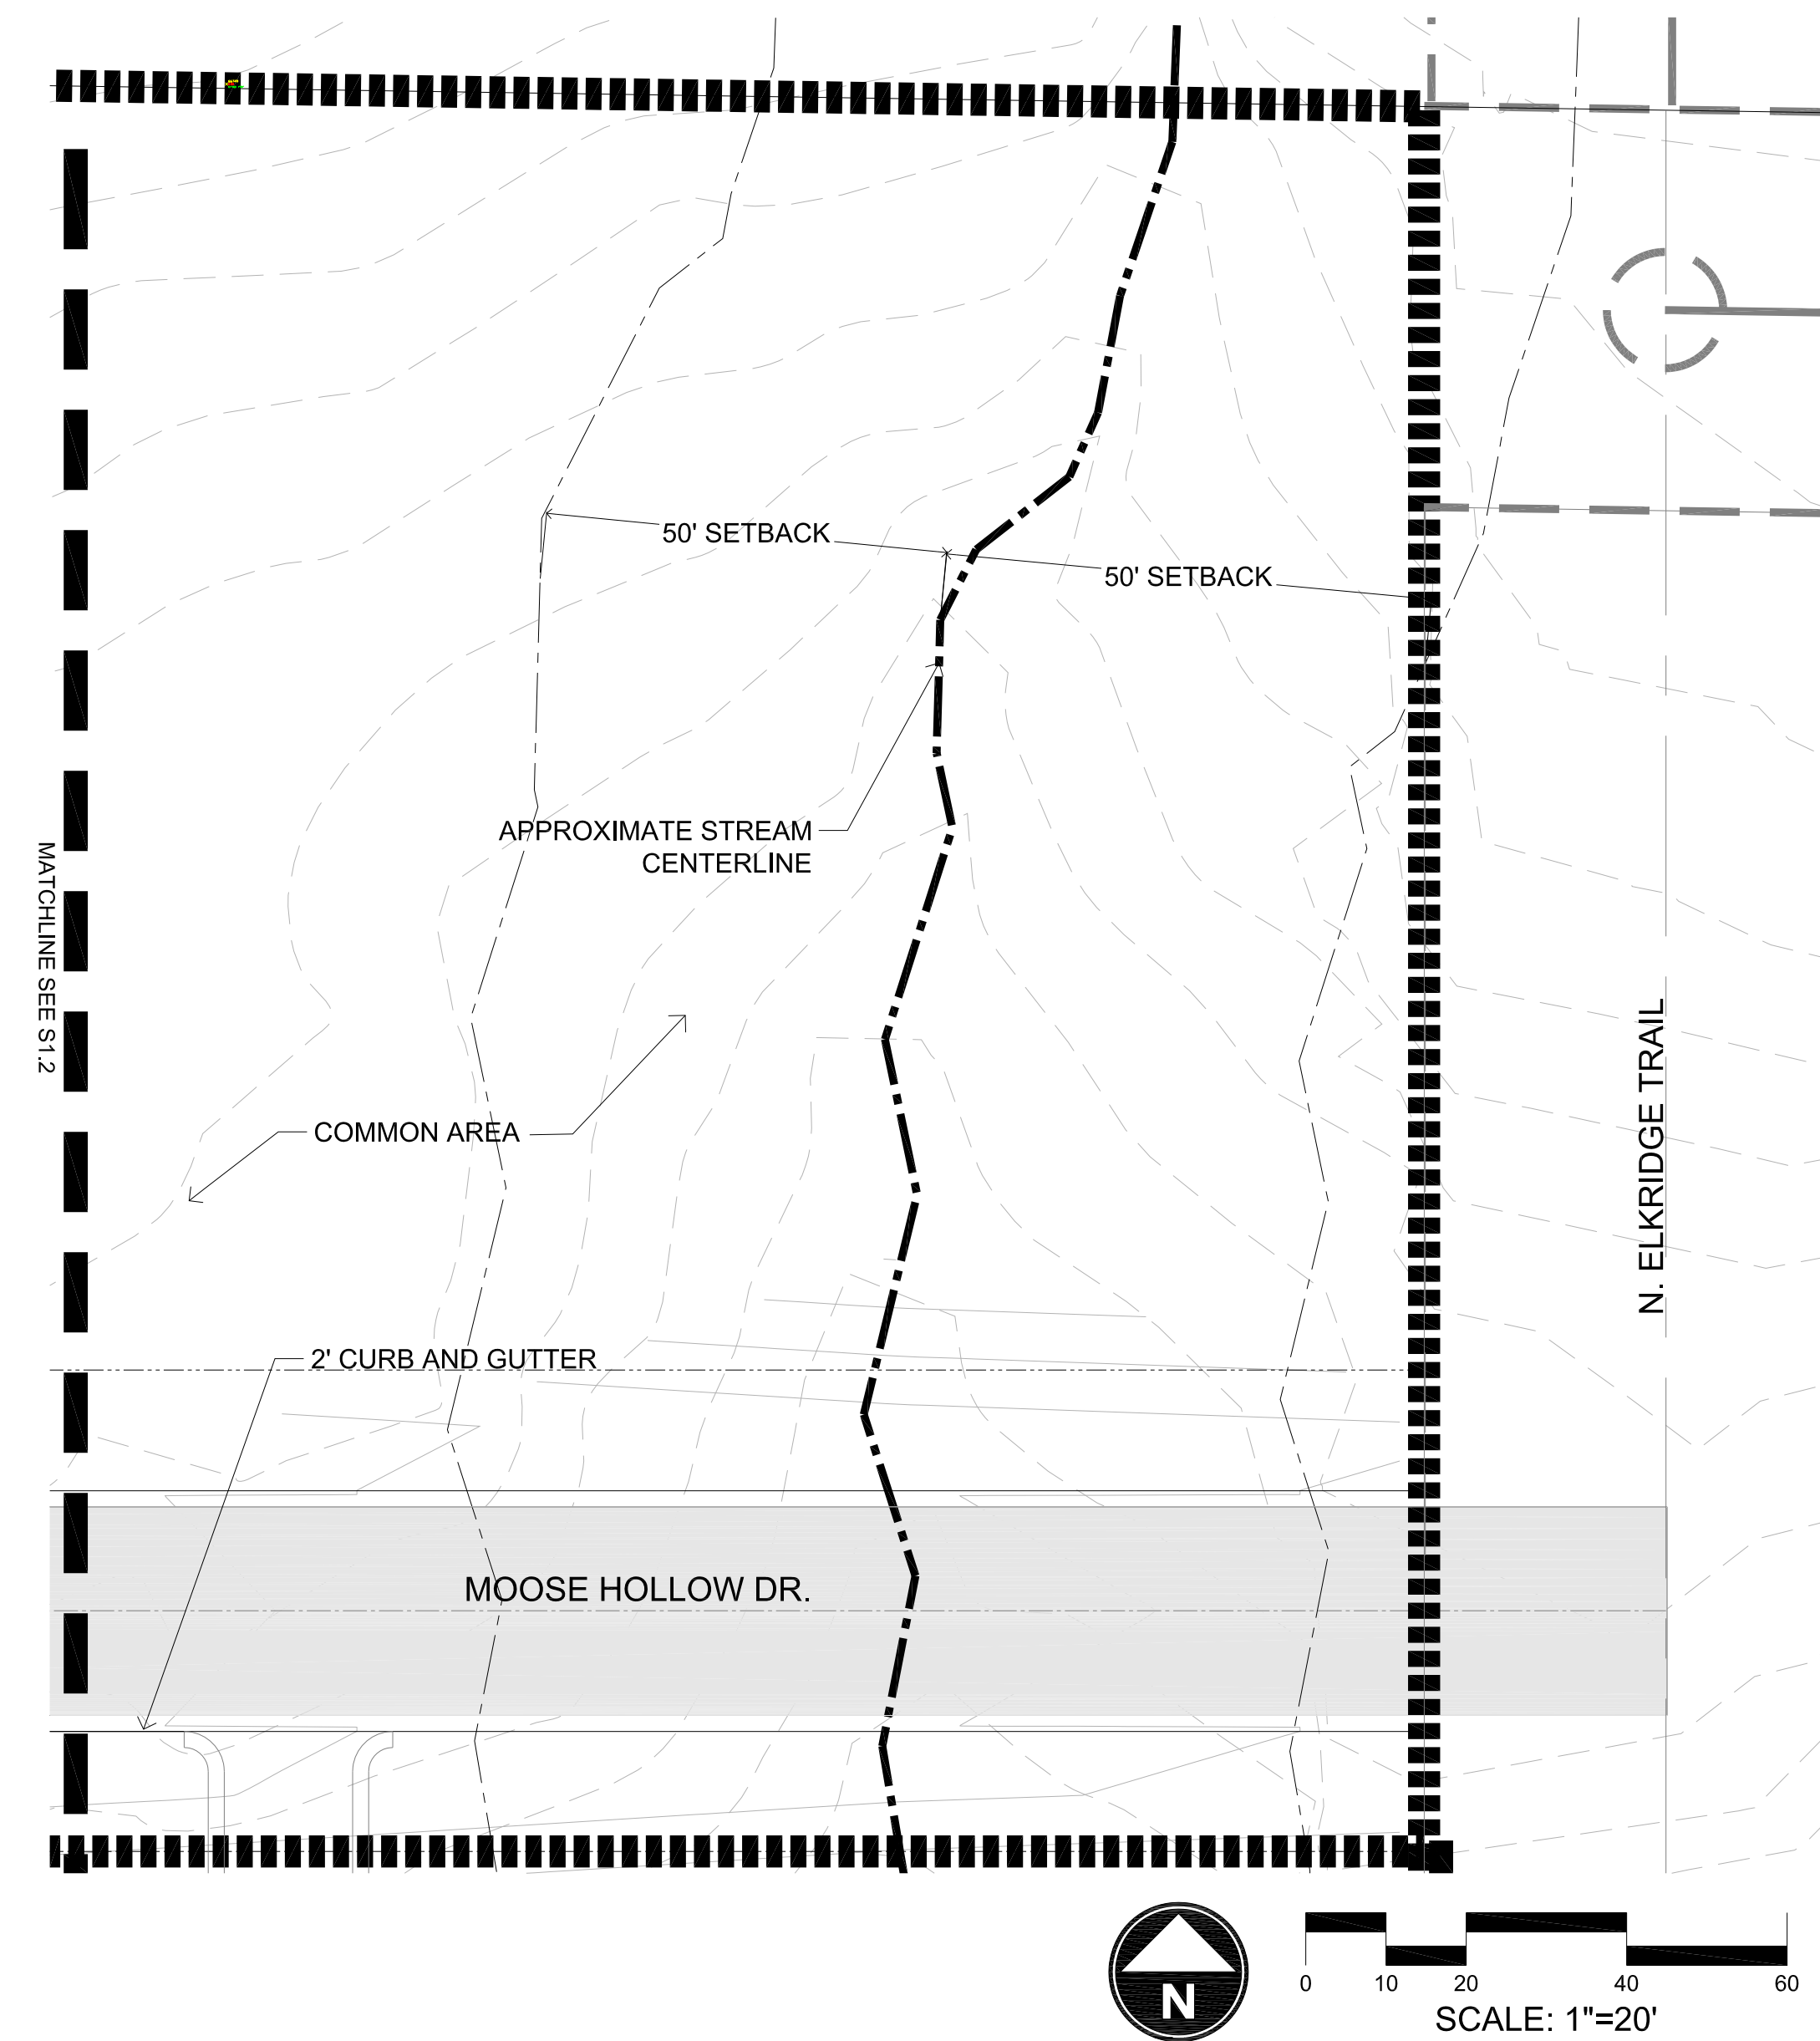 50' SETBACK
50' SETBACK
APPROXIMATE STREAM
CENTERLINE
MATCHLINE SEE S1.2
COMMON AREA
N. ELKRIDGE TRAIL
2' CURB AND GUTTER
MOOSE HOLLOW DR.
N
0 10 20 40 60
SCALE: 1"=20'